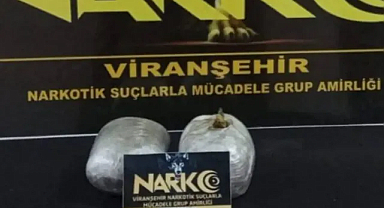 NARKO
VİRANŞEHİR
NARKOTİK SUÇLARLA MÜCADELE GRUP AMİRLİĞİ
NARKO
VİRANŞEHİR NARKOTİK SUÇLARLA
MÜCADELE GRUP AMİRLİĞİ